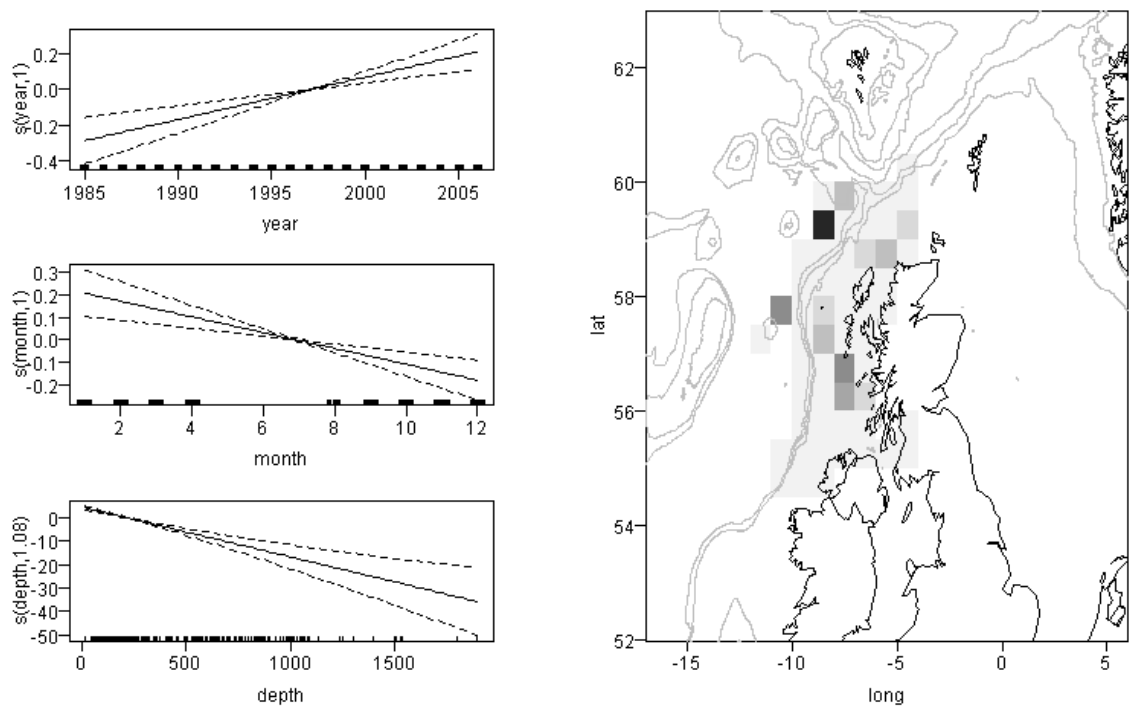 s(year,1)
0.2
0.0
-0.2
-0.4
1985 1990 1995 2000 2005
year
s(month,1)
0.3
0.2
0.1
0.0
-0.1
-0.2
2 4 6 8 10 12
month
s(depth,1.08)
0
-10
-20
-30
-40
-50
0 500 1000 1500
depth
lat
62
60
58
56
54
52
-15 -10 -5 0 5
long